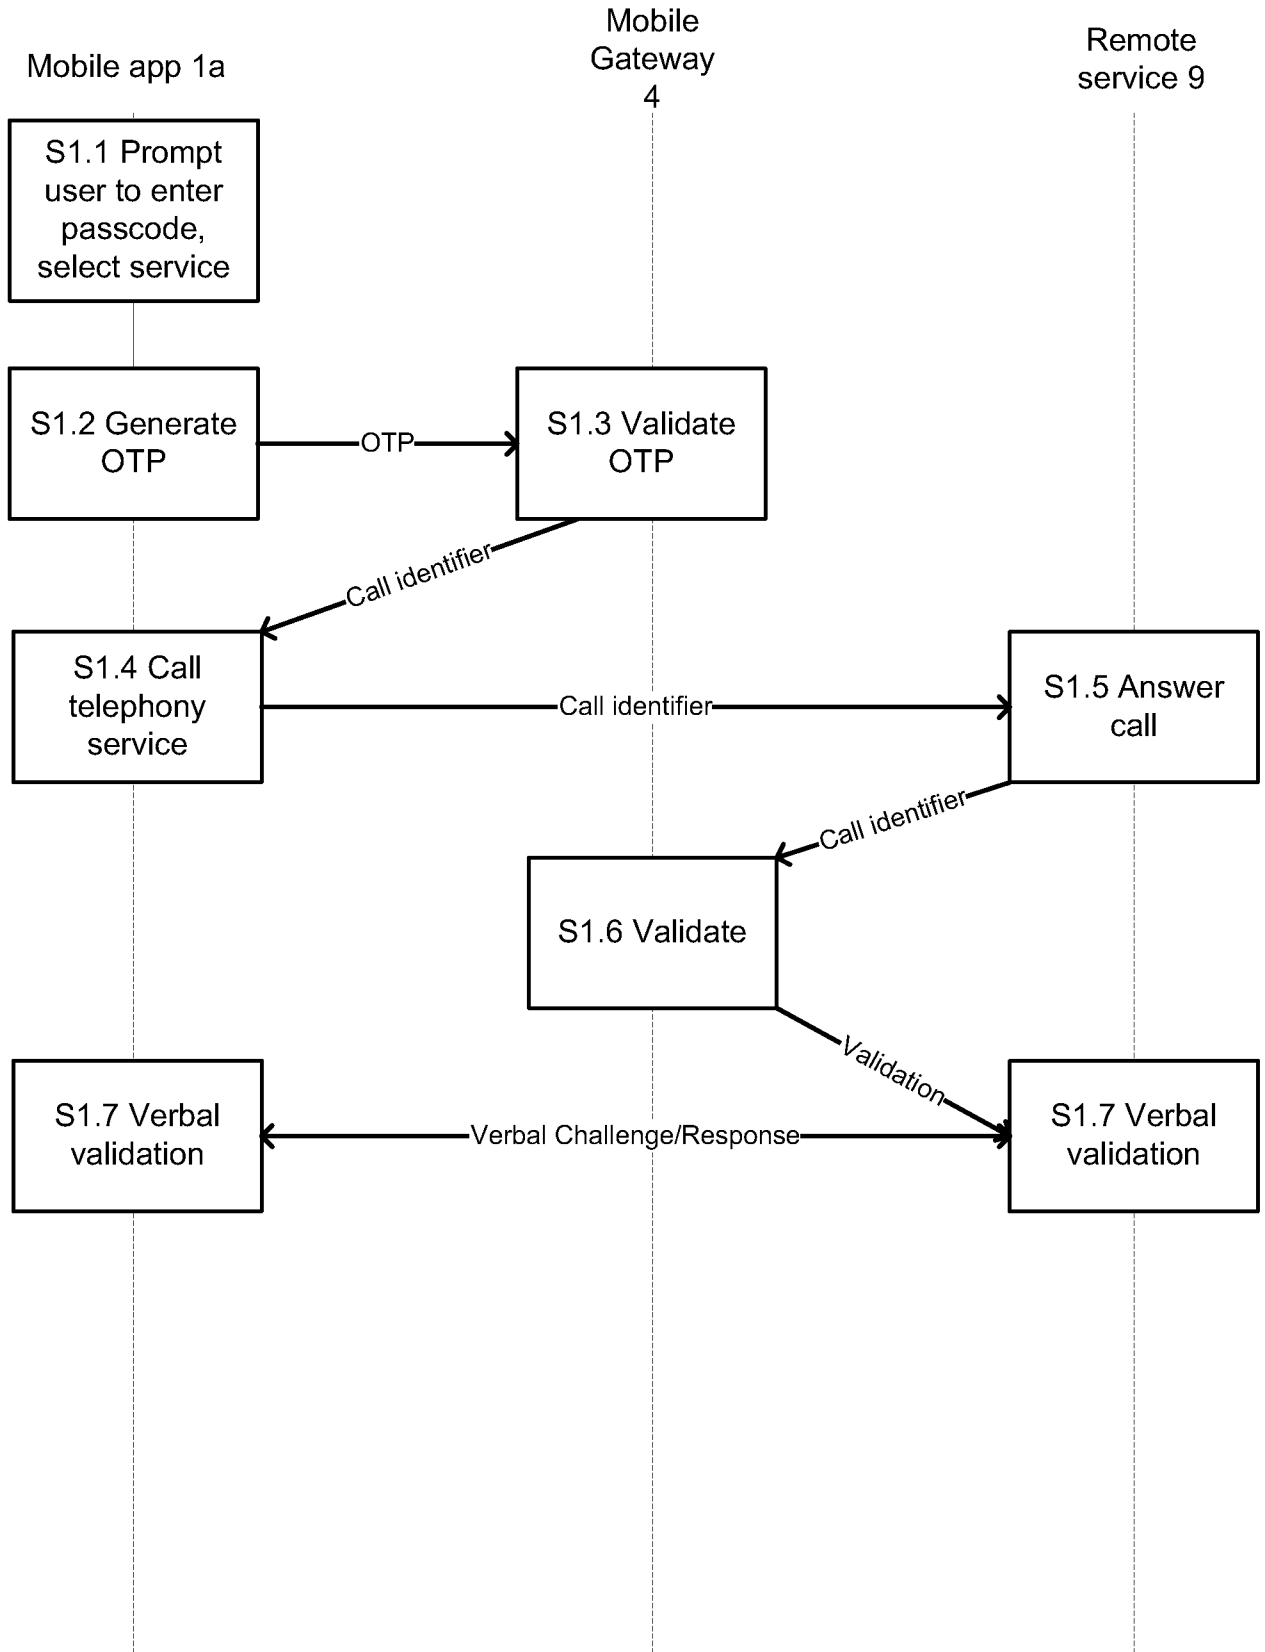 Mobile app 1a
Mobile
Gateway
4
Remote
service 9
S1.1 Prompt
user to enter
passcode,
select service
S1.2 Generate
OTP
OTP
S1.3 Validate
OTP
Call identifier
S1.4 Call
telephony
service
Call identifier
S1.5 Answer
call
Call identifier
S1.6 Validate
Validation
S1.7 Verbal
validation
Verbal Challenge/Response
S1.7 Verbal
validation